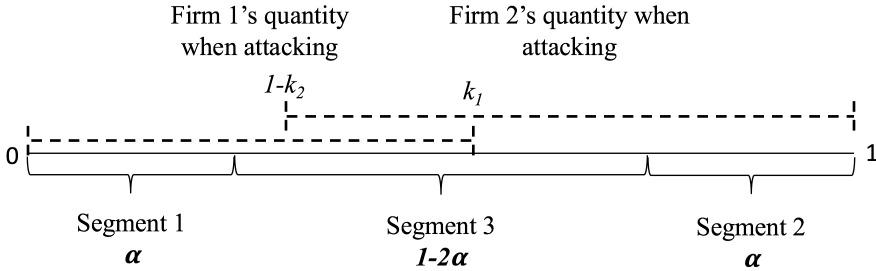 Firm 1’s quantity
when attacking
Firm 2’s quantity when
attacking
1-k₂
k₁
0
1
Segment 1
α
Segment 3
1-2α
Segment 2
α